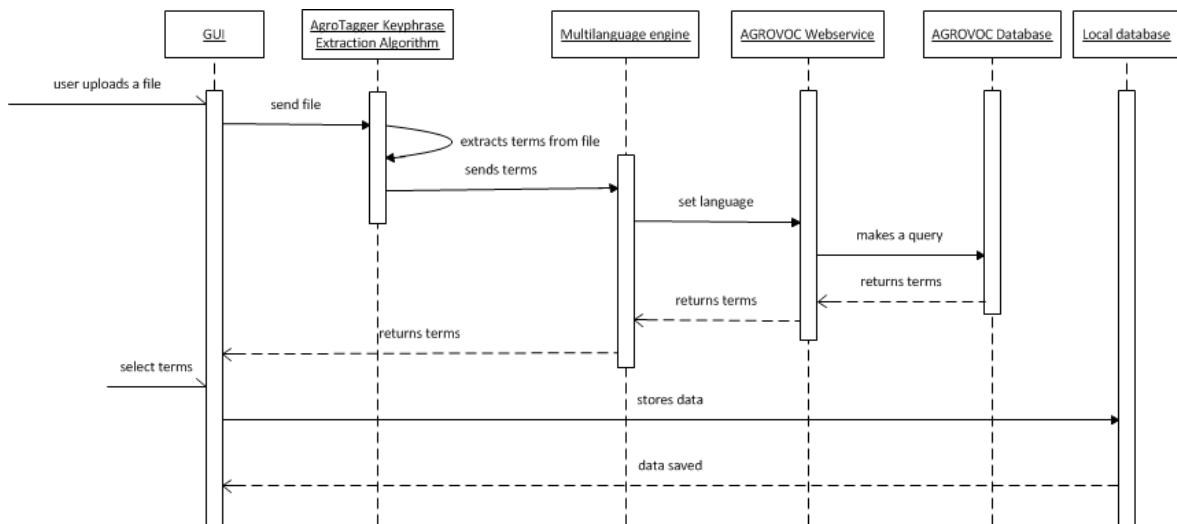 GUI
AgroTagger Keyphrase
Extraction Algorithm
Multilanguage engine
AGROVOC Webservice
AGROVOC Database
Local database
user uploads a file
send file
extracts terms from file
sends terms
set language
makes a query
returns terms
returns terms
returns terms
select terms
stores data
data saved